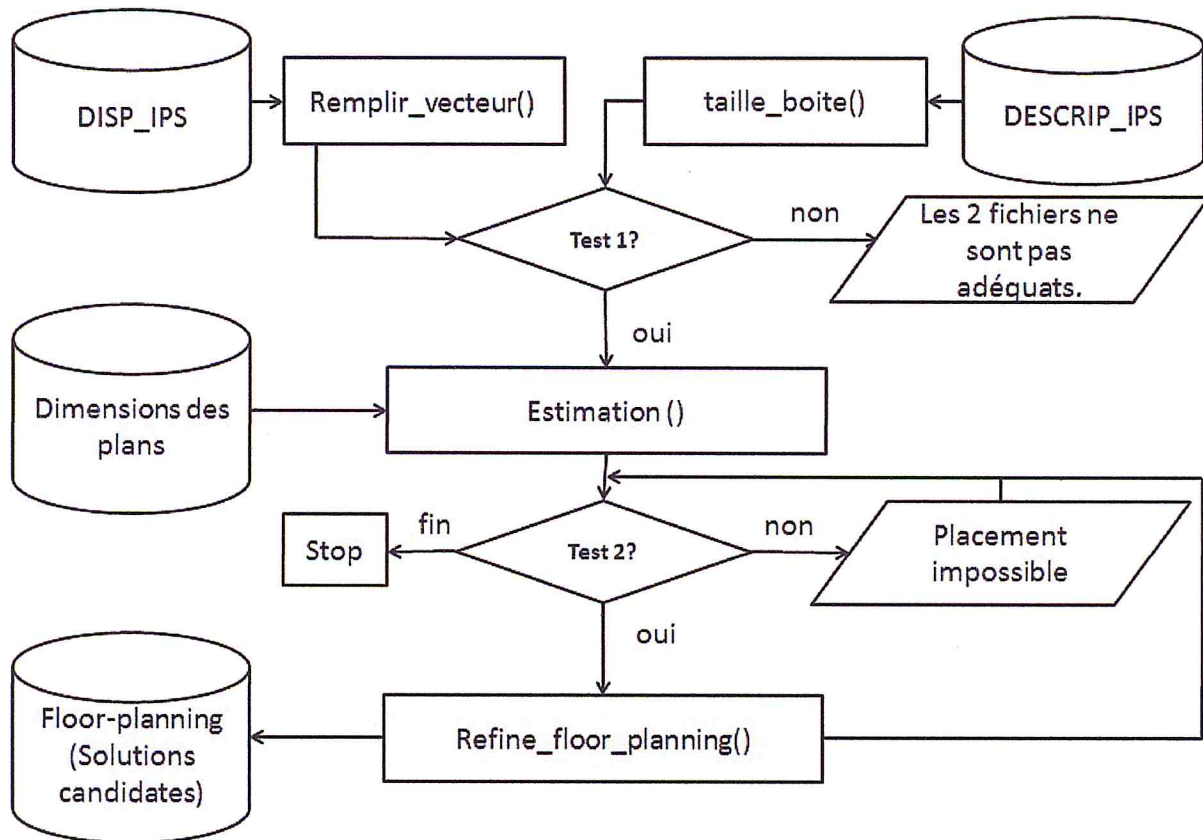 DISP_IPS
Remplir_vecteur()
taille_boite()
DESCRIP_IPS
Test 1?
non
Les 2 fichiers ne
sont pas
adéquats.
oui
Dimensions des
plans
Estimation ()
Stop
fin
Test 2?
non
Placement
impossible
oui
Floor-planning
(Solutions
candidates)
Refine_floor_planning()